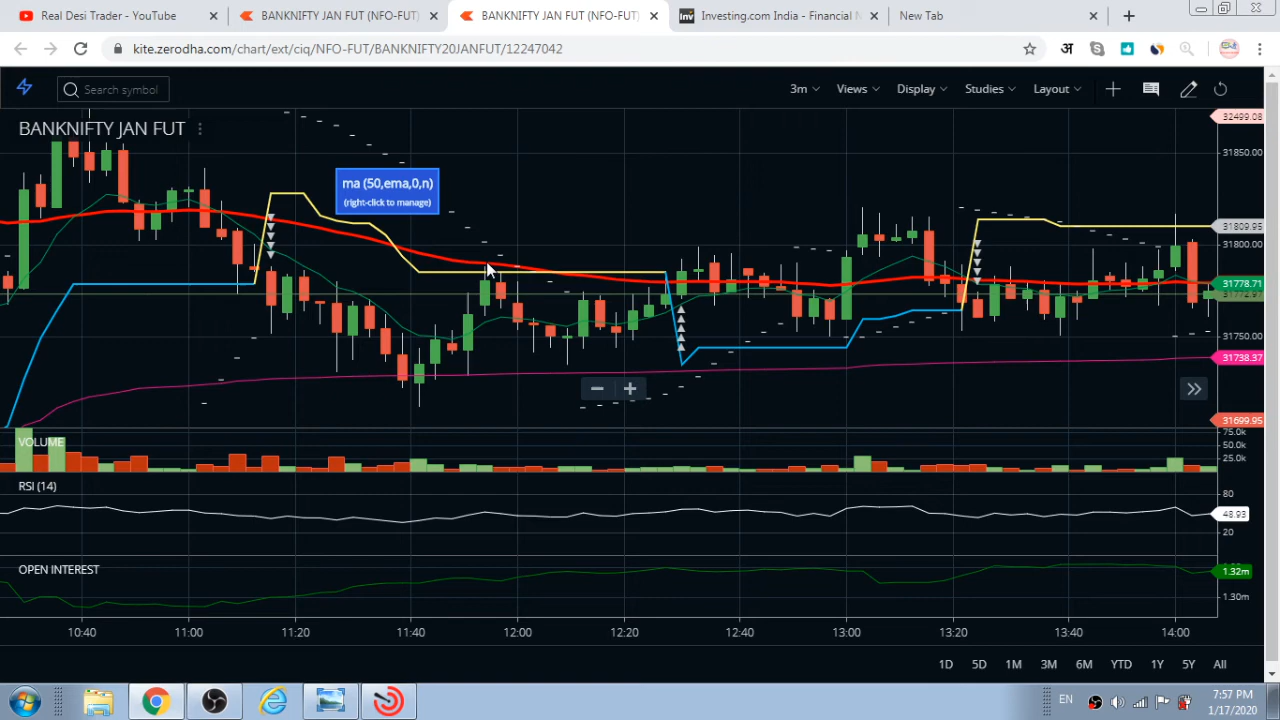 Real Desi Trader - YouTube
BANKNIFTY JAN FUT (NFO-FUT)
BANKNIFTY JAN FUT (NFO-FUT)
Investing.com India - Financial N
New Tab
kite.zerodha.com/chart/ext/ciq/NFO-FUT/BANKNIFTY20JANFUT/12247042
अ
Search symbol
3m
Views
Display
Studies
Layout
BANKNIFTY JAN FUT
ma (50,ema,0,n)
(right-click to manage)
32499.08
31850.00
31809.95
31800.00
31778.71
31750.00
31738.37
31699.95
VOLUME
75.0k
50.0k
25.0k
RSI (14)
80
48.93
20
OPEN INTEREST
1.32m
1.30m
10:40
11:00
11:20
11:40
12:00
12:20
12:40
13:00
13:20
13:40
14:00
1D
5D
1M
3M
6M
YTD
1Y
5Y
All
EN
7:57 PM
1/17/2020